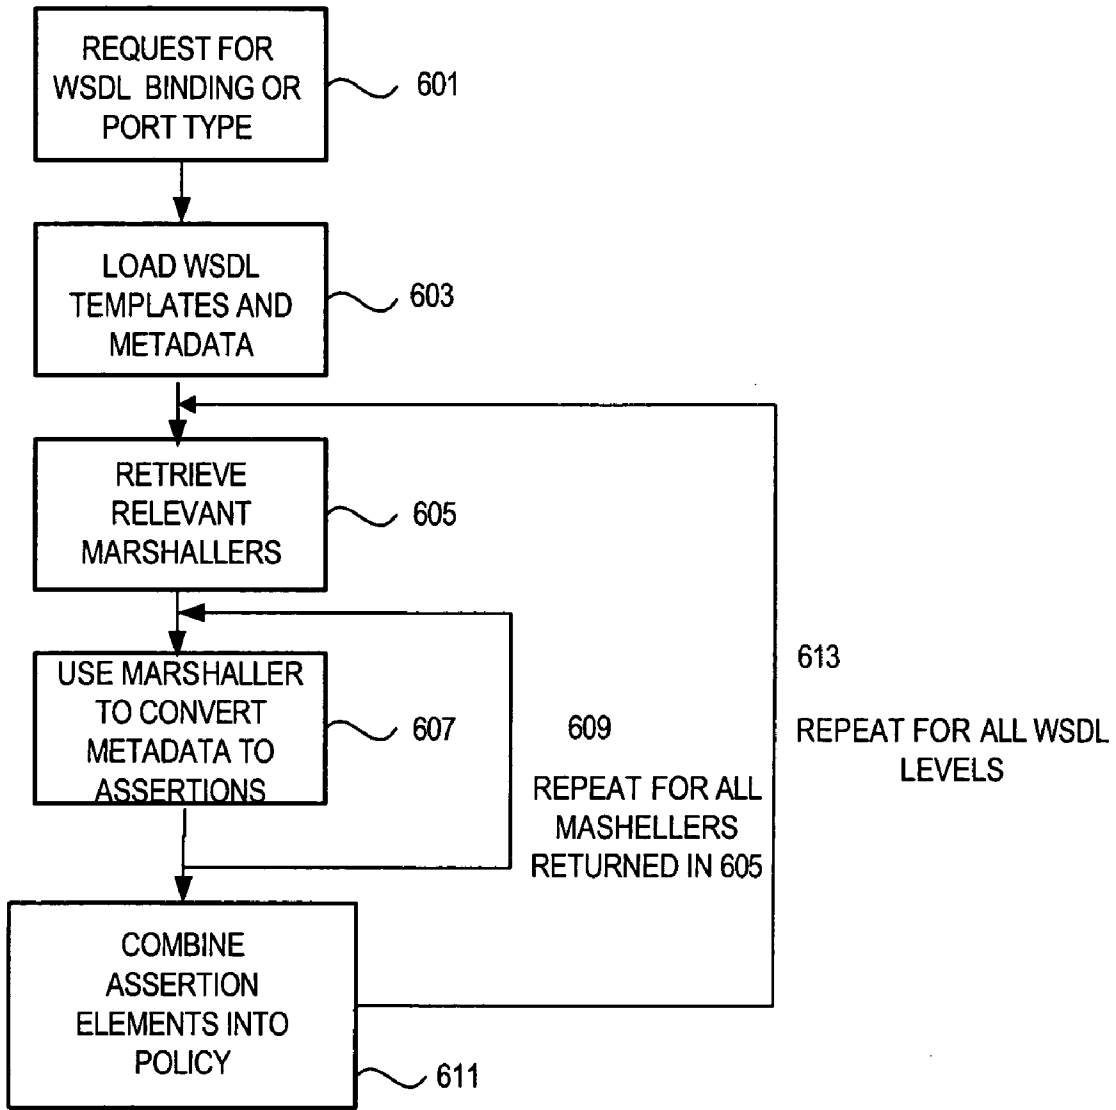 REQUEST FOR
WSDL BINDING OR
PORT TYPE
601
LOAD WSDL
TEMPLATES AND
METADATA
603
RETRIEVE
RELEVANT
MARSHALLERS
605
USE MARSHALLER
TO CONVERT
METADATA TO
ASSERTIONS
607
609
REPEAT FOR ALL
MASHELLERS
RETURNED IN 605
613
REPEAT FOR ALL WSDL
LEVELS
COMBINE
ASSERTION
ELEMENTS INTO
POLICY
611